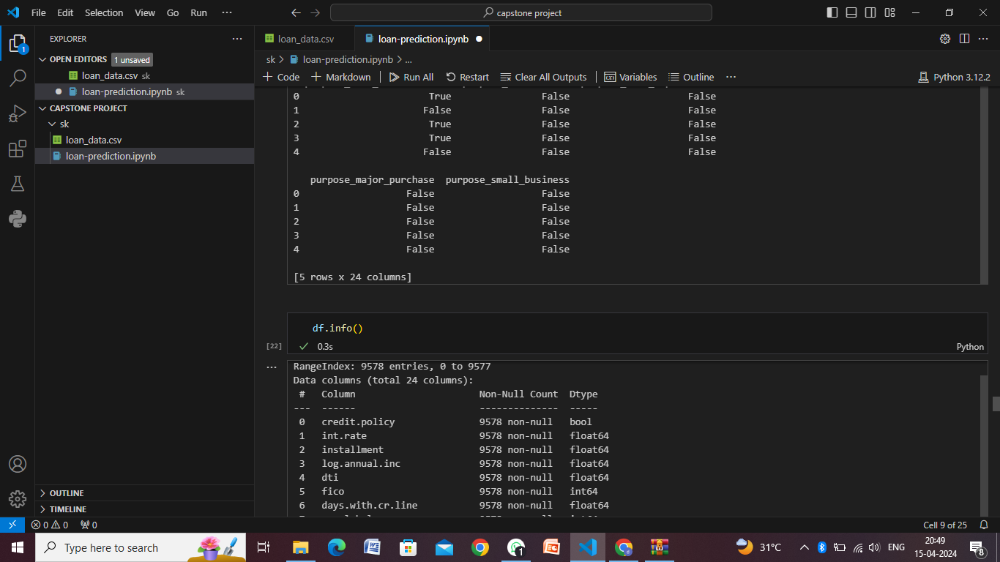 File Edit Selection View Go Run ··· capstone project
EXPLORER ···
OPEN EDITORS 1 unsaved
loan_data.csv sk
loan-prediction.ipynb sk
CAPSTONE PROJECT
sk
loan_data.csv
loan-prediction.ipynb
OUTLINE
TIMELINE
1
loan_data.csv loan-prediction.ipynb
sk > loan-prediction.ipynb > ...
+ Code + Markdown Run All Restart Clear All Outputs Variables Outline ··· Python 3.12.2
0 True False False
1 False False False
2 True False False
3 True False False
4 False False False
purpose_major_purchase purpose_small_business
0 False False
1 False False
2 False False
3 False False
4 False False
[5 rows x 24 columns]
df.info()
[22] 0.3s Python
RangeIndex: 9578 entries, 0 to 9577
Data columns (total 24 columns):
# Column Non-Null Count Dtype
--- ------ -------------- -----
0 credit.policy 9578 non-null bool
1 int.rate 9578 non-null float64
2 installment 9578 non-null float64
3 log.annual.inc 9578 non-null float64
4 dti 9578 non-null float64
5 fico 9578 non-null int64
6 days.with.cr.line 9578 non-null float64
0 0 0 Cell 9 of 25
Type here to search 31°C ENG 20:49
15-04-2024 8